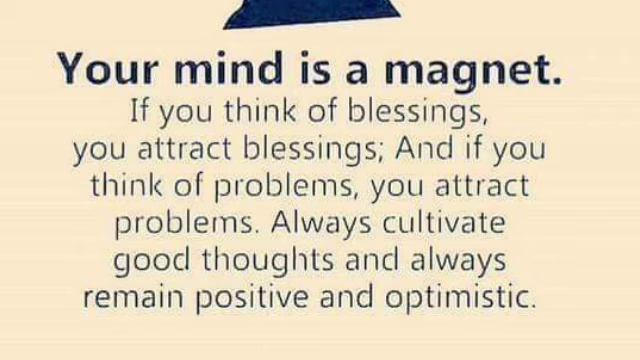 Your mind is a magnet.
If you think of blessings,
you attract blessings; And if you
think of problems, you attract
problems. Always cultivate
good thoughts and always
remain positive and optimistic.